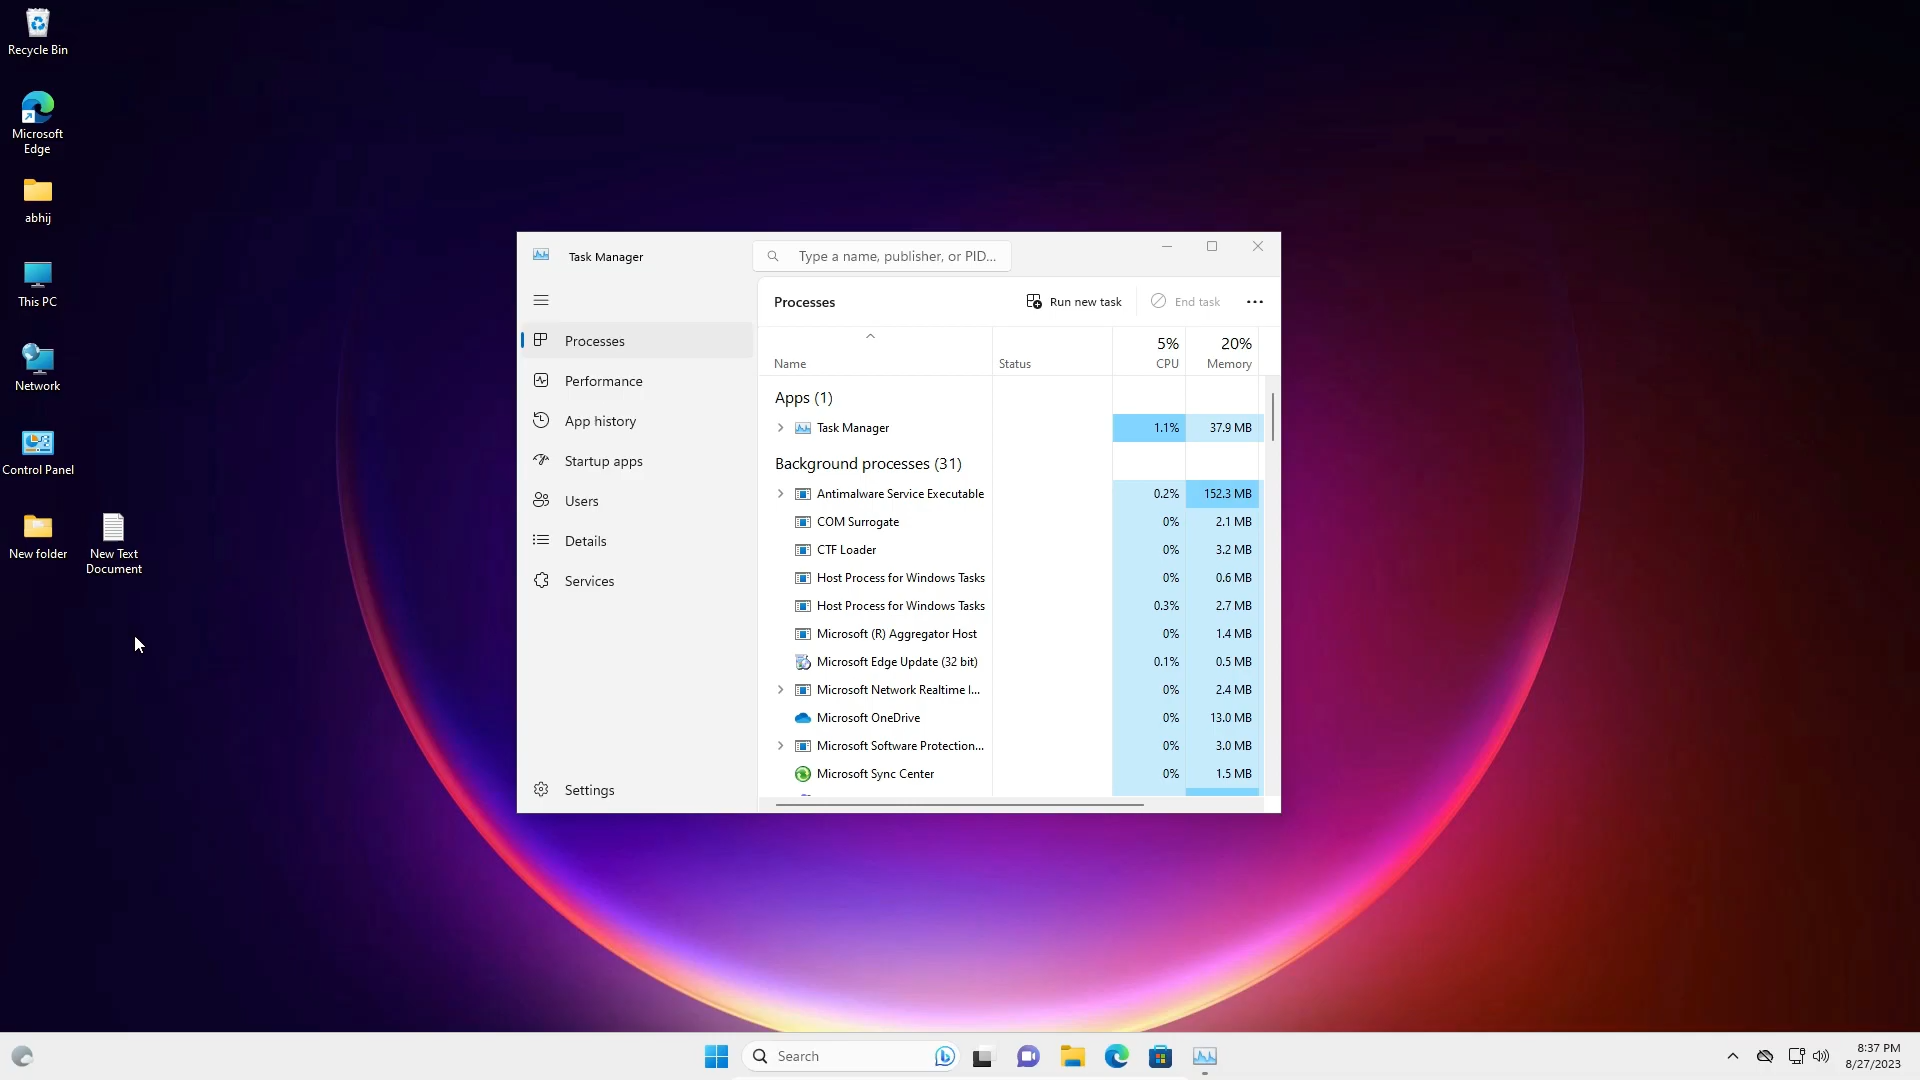 Recycle Bin
Microsoft
Edge
abhij
This PC
Network
Control Panel
New folder
New Text
Document
Task Manager
Type a name, publisher, or PID...
Processes
Performance
App history
Startup apps
Users
Details
Services
Settings
Processes
Run new task
End task
5% 20%
Name Status CPU Memory
Apps (1)
Task Manager 1.1% 37.9 MB
Background processes (31)
Antimalware Service Executable 0.2% 152.3 MB
COM Surrogate 0% 2.1 MB
CTF Loader 0% 3.2 MB
Host Process for Windows Tasks 0% 0.6 MB
Host Process for Windows Tasks 0.3% 2.7 MB
Microsoft (R) Aggregator Host 0% 1.4 MB
Microsoft Edge Update (32 bit) 0.1% 0.5 MB
Microsoft Network Realtime I... 0% 2.4 MB
Microsoft OneDrive 0% 13.0 MB
Microsoft Software Protection... 0% 3.0 MB
Microsoft Sync Center 0% 1.5 MB
Search
8:37 PM
8/27/2023